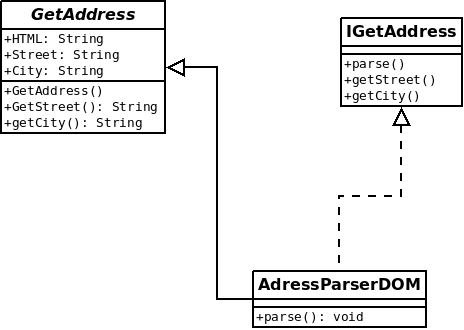 GetAddress
+HTML: String
+Street: String
+City: String
+GetAddress()
+GetStreet(): String
+getCity(): String
IGetAddress
+parse()
+getStreet()
+getCity()
AdressParserDOM
+parse(): void